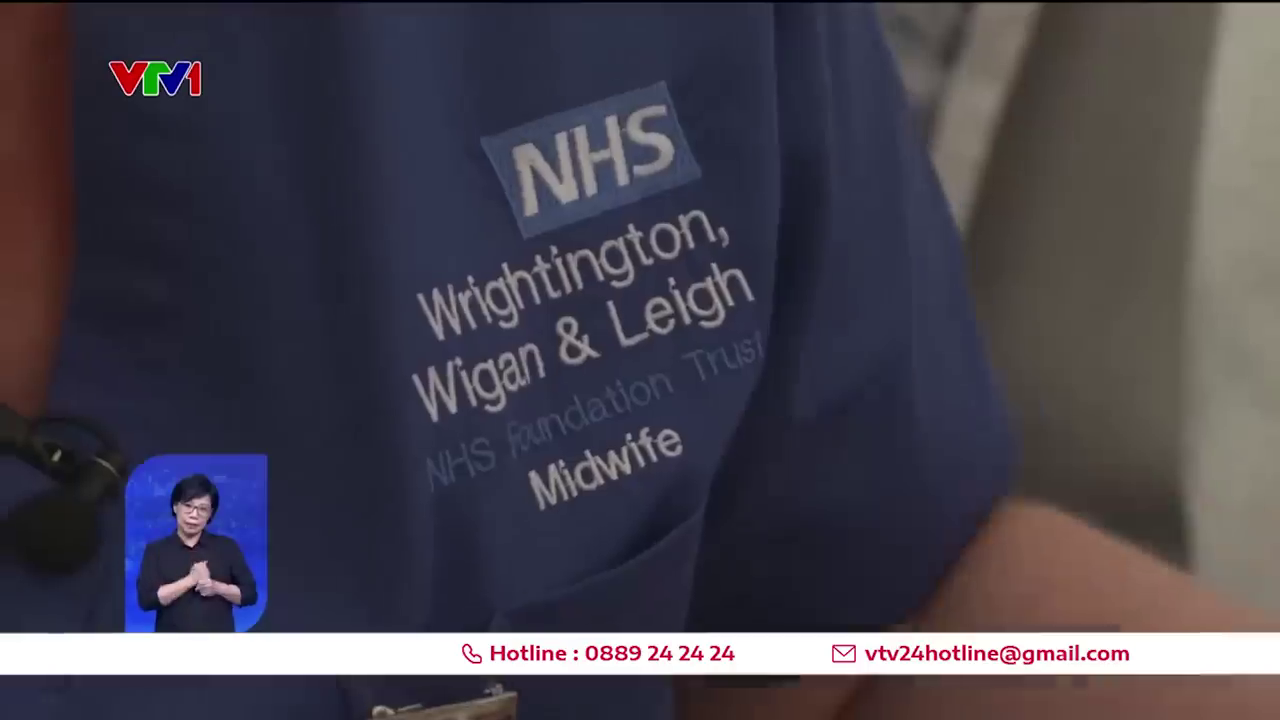 VTV1
NHS
Wrightington,
Wigan & Leigh
NHS Foundation Trust
Midwife
Hotline : 0889 24 24 24
vtv24hotline@gmail.com